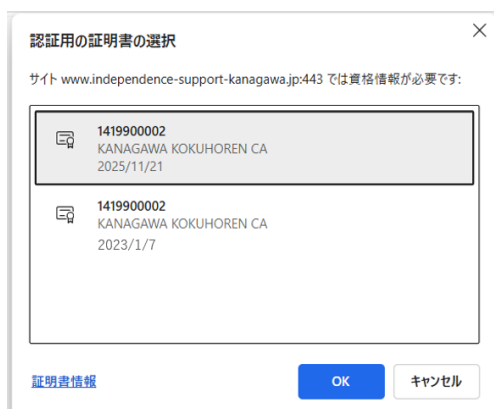 認証用の証明書の選択
サイト www.independence-support-kanagawa.jp:443 では資格情報が必要です:
1419900002
KANAGAWA KOKUHOREN CA
2025/11/21
1419900002
KANAGAWA KOKUHOREN CA
2023/1/7
証明書情報
OK
キャンセル